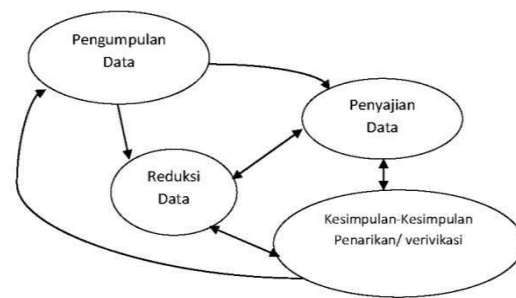 Pengumpulan
Data
Penyajian
Data
Reduksi
Data
Kesimpulan-Kesimpulan
Penarikan/ verivikasi